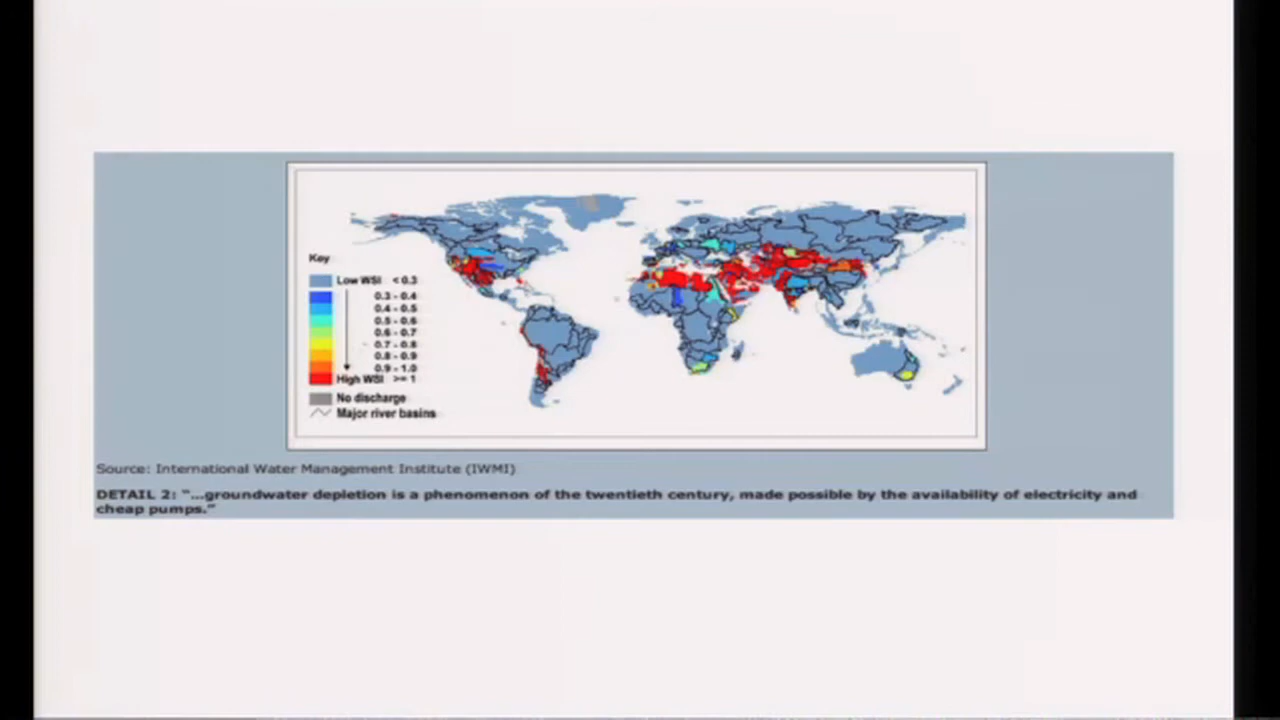 Key
Low WSI < 0.3
0.3 - 0.4
0.4 - 0.5
0.5 - 0.6
0.6 - 0.7
0.7 - 0.8
0.8 - 0.9
0.9 - 1.0
High WSI >= 1
No discharge
Major river basins
Source: International Water Management Institute (IWMI)
DETAIL 2: “...groundwater depletion is a phenomenon of the twentieth century, made possible by the availability of electricity and
cheap pumps.”